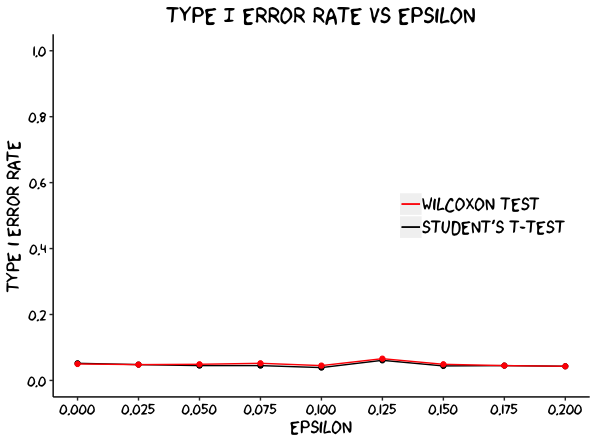 TYPE I ERROR RATE VS EPSILON
TYPE I ERROR RATE
1.0
0.8
0.6
0.4
0.2
0.0
WILCOXON TEST
STUDENT'S T-TEST
0.000 0.025 0.050 0.075 0.100 0.125 0.150 0.175 0.200
EPSILON